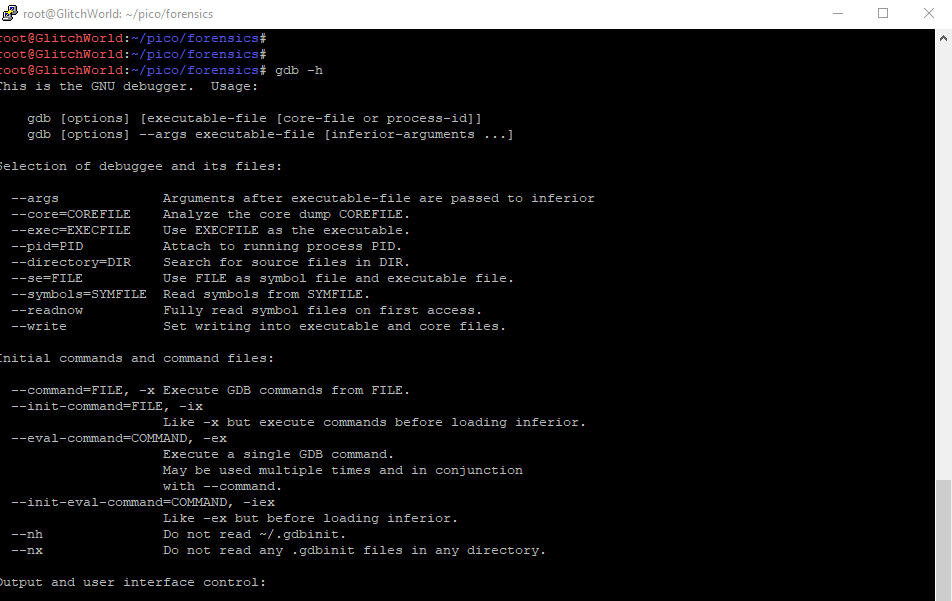 root@GlitchWorld: ~/pico/forensics
root@GlitchWorld:~/pico/forensics#
root@GlitchWorld:~/pico/forensics#
root@GlitchWorld:~/pico/forensics# gdb -h
This is the GNU debugger.  Usage:
gdb [options] [executable-file [core-file or process-id]]
gdb [options] --args executable-file [inferior-arguments ...]
Selection of debuggee and its files:
--args             Arguments after executable-file are passed to inferior
--core=COREFILE    Analyze the core dump COREFILE.
--exec=EXECFILE    Use EXECFILE as the executable.
--pid=PID          Attach to running process PID.
--directory=DIR    Search for source files in DIR.
--se=FILE          Use FILE as symbol file and executable file.
--symbols=SYMFILE  Read symbols from SYMFILE.
--readnow          Fully read symbol files on first access.
--write            Set writing into executable and core files.
Initial commands and command files:
--command=FILE, -x Execute GDB commands from FILE.
--init-command=FILE, -ix
Like -x but execute commands before loading inferior.
--eval-command=COMMAND, -ex
Execute a single GDB command.
May be used multiple times and in conjunction
with --command.
--init-eval-command=COMMAND, -iex
Like -ex but before loading inferior.
--nh               Do not read ~/.gdbinit.
--nx               Do not read any .gdbinit files in any directory.
Output and user interface control: